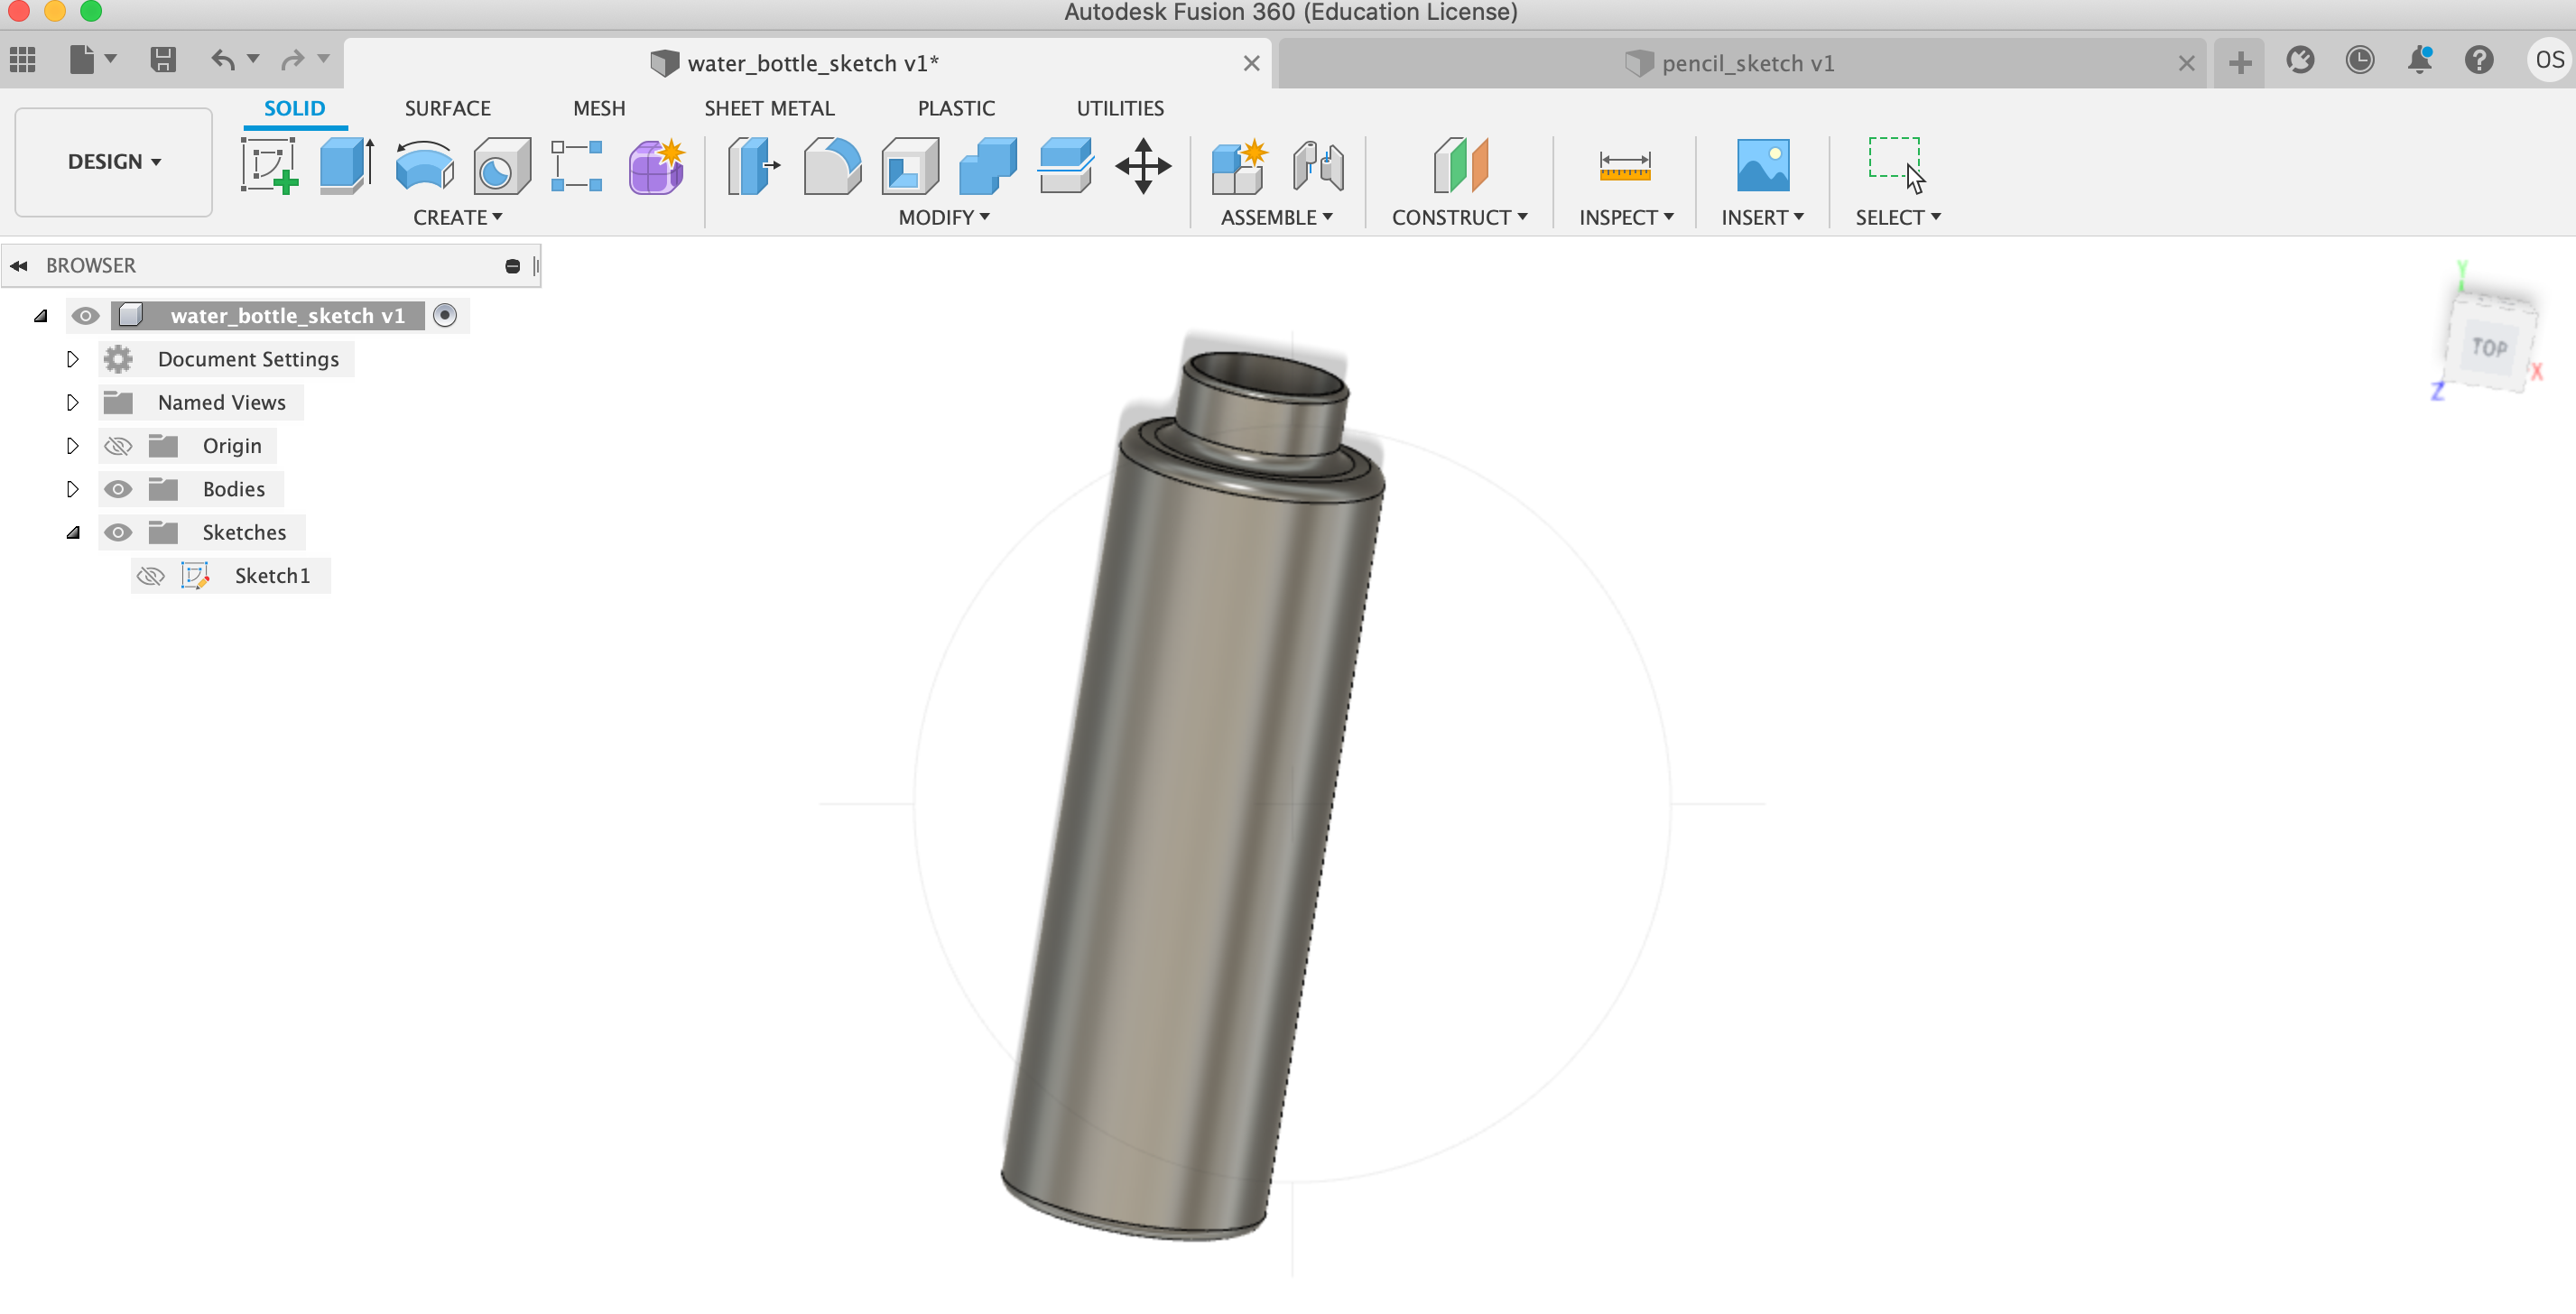 Autodesk Fusion 360 (Education License)
water_bottle_sketch v1*
pencil_sketch v1
OS
SOLID SURFACE MESH SHEET METAL PLASTIC UTILITIES
DESIGN
CREATE MODIFY ASSEMBLE CONSTRUCT INSPECT INSERT SELECT
BROWSER
water_bottle_sketch v1
Document Settings
Named Views
Origin
Bodies
Sketches
Sketch1
Y
TOP
X
Z